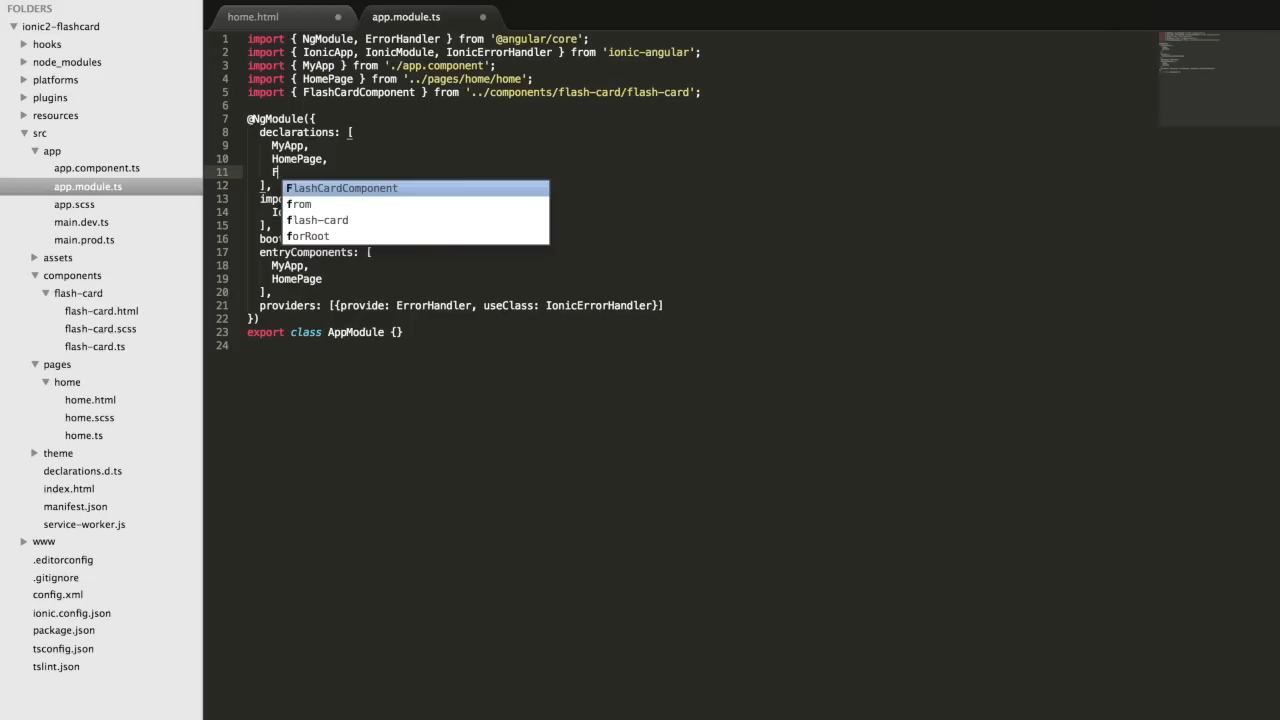 FOLDERS
ionic2-flashcard
hooks
node_modules
platforms
plugins
resources
src
app
app.component.ts
app.module.ts
app.scss
main.dev.ts
main.prod.ts
assets
components
flash-card
flash-card.html
flash-card.scss
flash-card.ts
pages
home
home.html
home.scss
home.ts
theme
declarations.d.ts
index.html
manifest.json
service-worker.js
www
.editorconfig
.gitignore
config.xml
ionic.config.json
package.json
tsconfig.json
tslint.json
home.html
app.module.ts
1 import { NgModule, ErrorHandler } from '@angular/core';
2 import { IonicApp, IonicModule, IonicErrorHandler } from 'ionic-angular';
3 import { MyApp } from './app.component';
4 import { HomePage } from '../pages/home/home';
5 import { FlashCardComponent } from '../components/flash-card/flash-card';
6
7 @NgModule({
8 declarations: [
9 MyApp,
10 HomePage,
11 F
FlashCardComponent
from
flash-card
forRoot
12 ],
13 impo
14 Io
15 ],
16 boot
17 entryComponents: [
18 MyApp,
19 HomePage
20 ],
21 providers: [{provide: ErrorHandler, useClass: IonicErrorHandler}]
22 })
23 export class AppModule {}
24